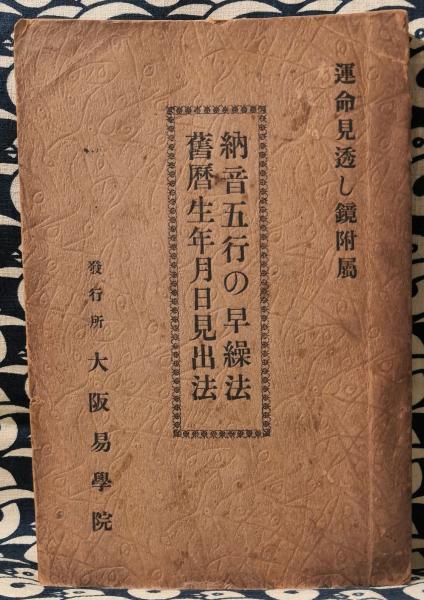 運命見透し鏡附属
納音五行の早繰法
舊暦生年月日見出法
發行所 大阪易學院